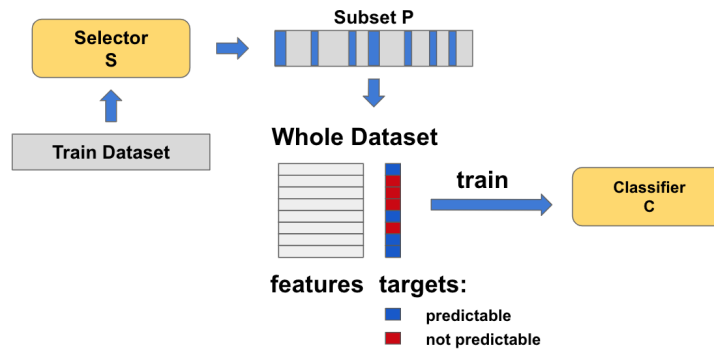 Selector
S
Subset P
Train Dataset
Whole Dataset
train
Classifier
C
features
targets:
predictable
not predictable